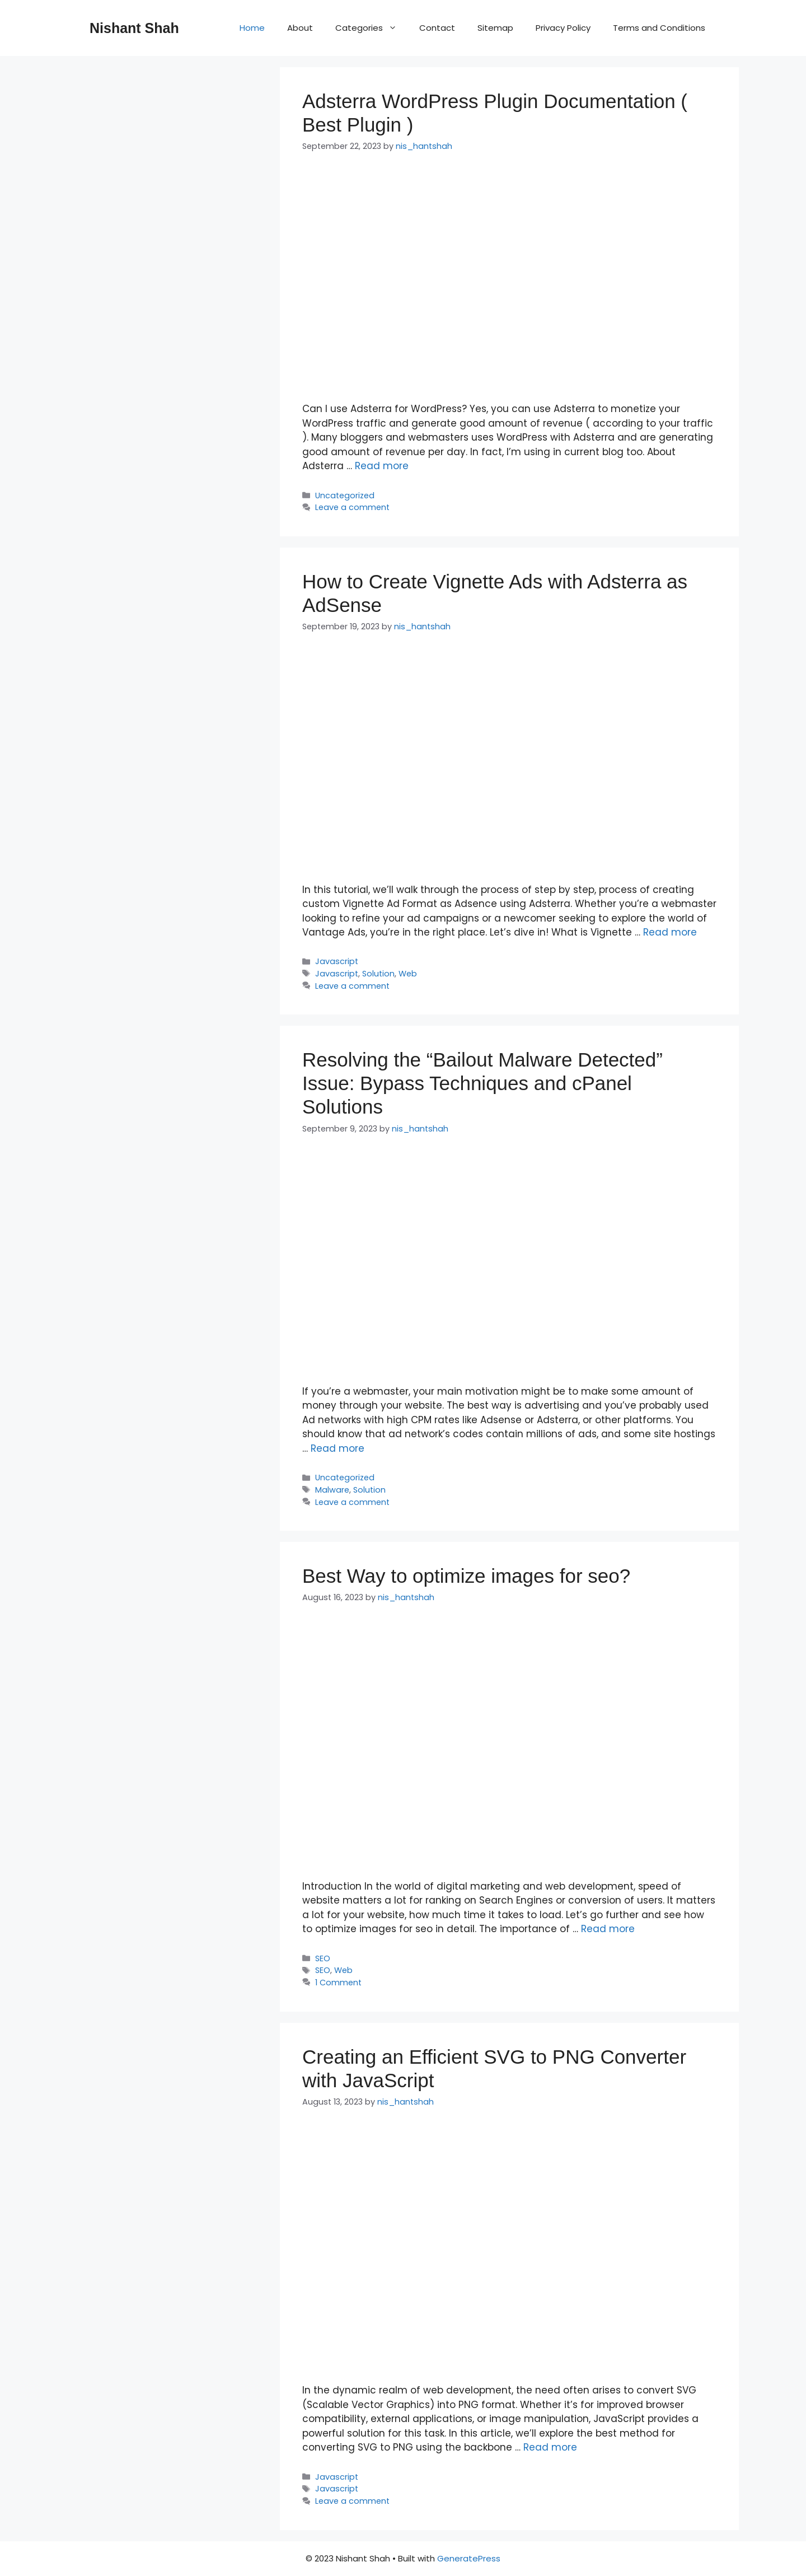 Nishant Shah
Home About Categories Contact Sitemap Privacy Policy Terms and Conditions
Adsterra WordPress Plugin Documentation (
Best Plugin )
September 22, 2023 by nis_hantshah
Can I use Adsterra for WordPress? Yes, you can use Adsterra to monetize your
WordPress traffic and generate good amount of revenue ( according to your traffic
). Many bloggers and webmasters uses WordPress with Adsterra and are generating
good amount of revenue per day. In fact, I’m using in current blog too. About
Adsterra ... Read more
Uncategorized
Leave a comment
How to Create Vignette Ads with Adsterra as
AdSense
September 19, 2023 by nis_hantshah
In this tutorial, we’ll walk through the process of step by step, process of creating
custom Vignette Ad Format as Adsence using Adsterra. Whether you’re a webmaster
looking to refine your ad campaigns or a newcomer seeking to explore the world of
Vantage Ads, you’re in the right place. Let’s dive in! What is Vignette ... Read more
Javascript
Javascript, Solution, Web
Leave a comment
Resolving the “Bailout Malware Detected”
Issue: Bypass Techniques and cPanel
Solutions
September 9, 2023 by nis_hantshah
If you’re a webmaster, your main motivation might be to make some amount of
money through your website. The best way is advertising and you’ve probably used
Ad networks with high CPM rates like Adsense or Adsterra, or other platforms. You
should know that ad network’s codes contain millions of ads, and some site hostings
... Read more
Uncategorized
Malware, Solution
Leave a comment
Best Way to optimize images for seo?
August 16, 2023 by nis_hantshah
Introduction In the world of digital marketing and web development, speed of
website matters a lot for ranking on Search Engines or conversion of users. It matters
a lot for your website, how much time it takes to load. Let’s go further and see how
to optimize images for seo in detail. The importance of ... Read more
SEO
SEO, Web
1 Comment
Creating an Efficient SVG to PNG Converter
with JavaScript
August 13, 2023 by nis_hantshah
In the dynamic realm of web development, the need often arises to convert SVG
(Scalable Vector Graphics) into PNG format. Whether it’s for improved browser
compatibility, external applications, or image manipulation, JavaScript provides a
powerful solution for this task. In this article, we’ll explore the best method for
converting SVG to PNG using the backbone ... Read more
Javascript
Javascript
Leave a comment
© 2023 Nishant Shah • Built with GeneratePress